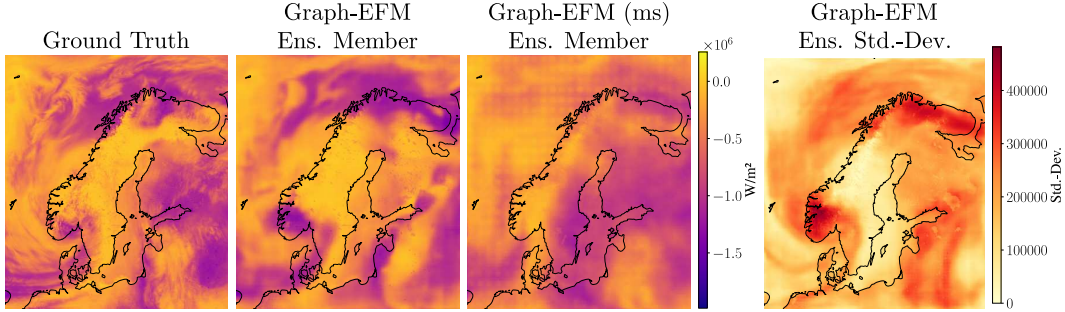 Ground Truth
Graph-EFM
Ens. Member
Graph-EFM (ms)
Ens. Member
×10⁶
0.0
−0.5
−1.0
−1.5
W/m²
Graph-EFM
Ens. Std.-Dev.
400000
300000
200000
100000
0
Std.-Dev.